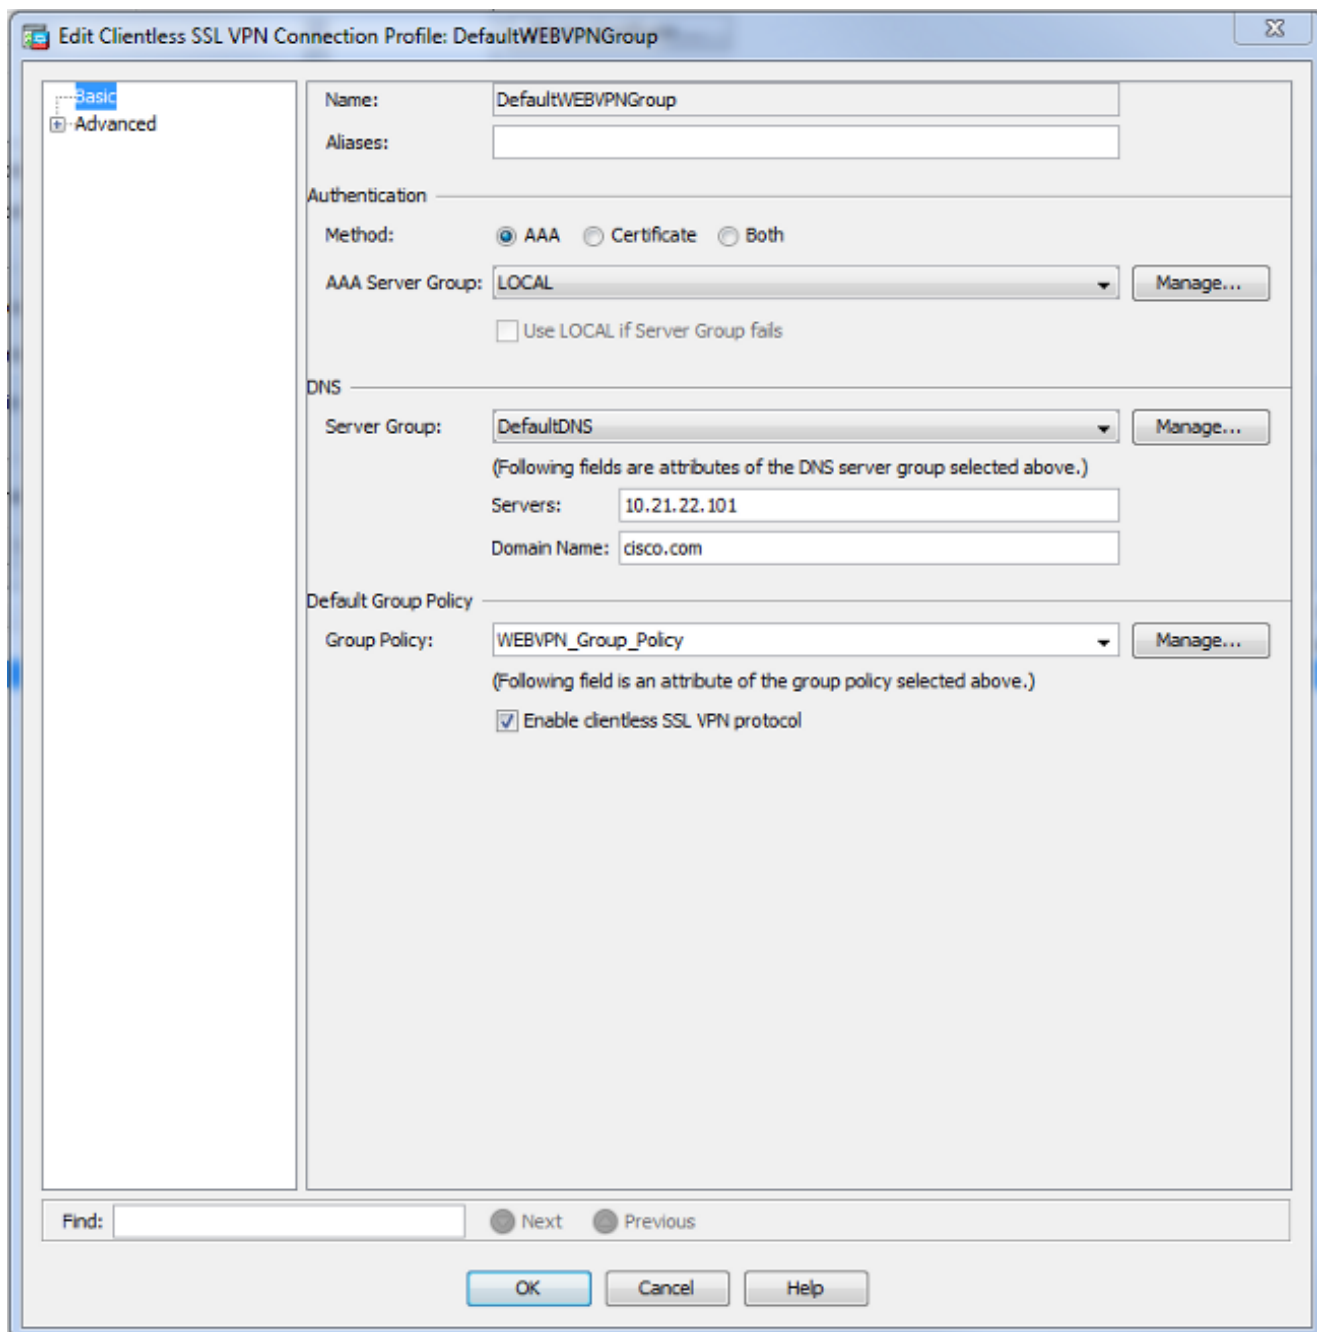 Edit Clientless SSL VPN Connection Profile: DefaultWEBVPNGroup
Basic
Advanced
Name: DefaultWEBVPNGroup
Aliases:
Authentication
Method: AAA Certificate Both
AAA Server Group: LOCAL Manage...
Use LOCAL if Server Group fails
DNS
Server Group: DefaultDNS Manage...
(Following fields are attributes of the DNS server group selected above.)
Servers: 10.21.22.101
Domain Name: cisco.com
Default Group Policy
Group Policy: WEBVPN_Group_Policy Manage...
(Following field is an attribute of the group policy selected above.)
Enable clientless SSL VPN protocol
Find: Next Previous
OK Cancel Help